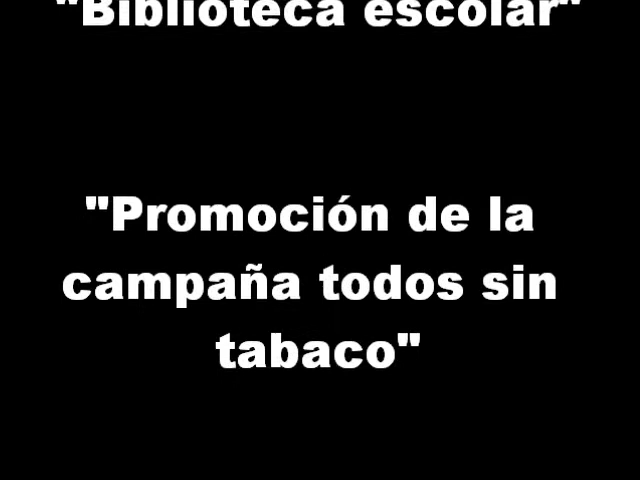 "Biblioteca escolar"
"Promoción de la
campaña todos sin
tabaco"